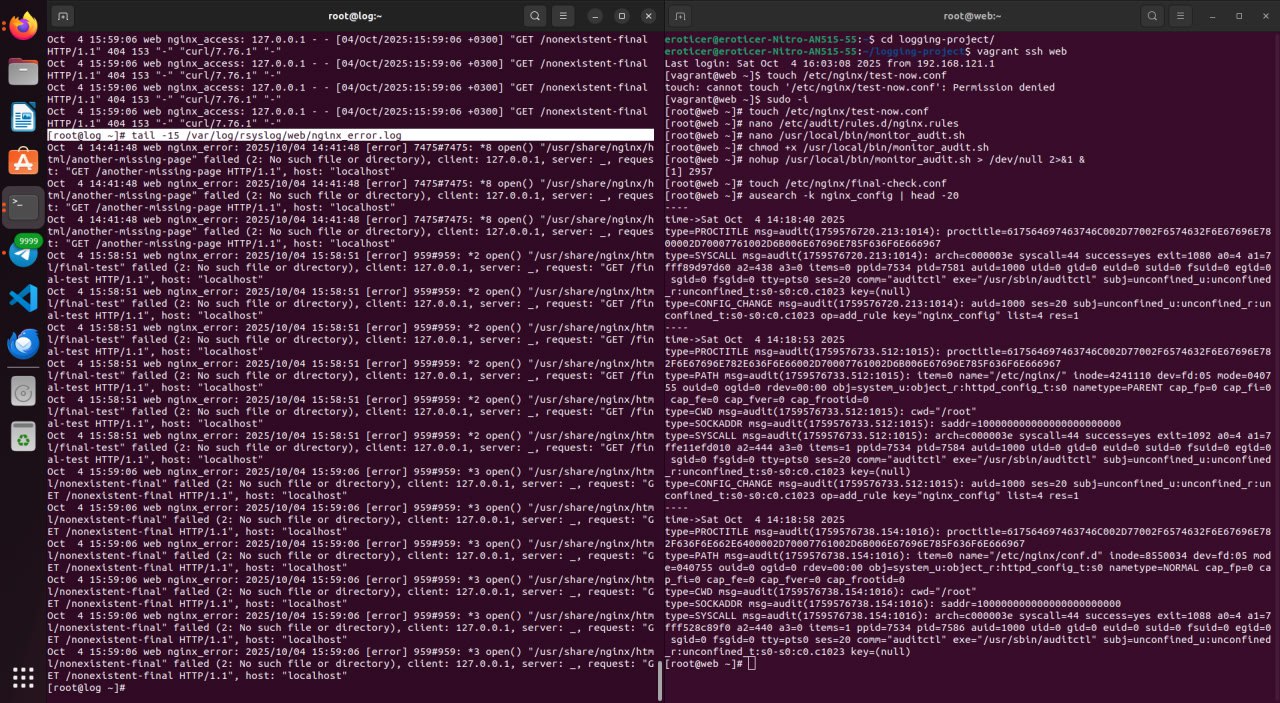 root@log:~
Oct  4 15:59:06 web nginx_access: 127.0.0.1 - - [04/Oct/2025:15:59:06 +0300] "GET /nonexistent-final
HTTP/1.1" 404 153 "-" "curl/7.76.1" "-"
Oct  4 15:59:06 web nginx_access: 127.0.0.1 - - [04/Oct/2025:15:59:06 +0300] "GET /nonexistent-final
HTTP/1.1" 404 153 "-" "curl/7.76.1" "-"
Oct  4 15:59:06 web nginx_access: 127.0.0.1 - - [04/Oct/2025:15:59:06 +0300] "GET /nonexistent-final
HTTP/1.1" 404 153 "-" "curl/7.76.1" "-"
Oct  4 15:59:06 web nginx_access: 127.0.0.1 - - [04/Oct/2025:15:59:06 +0300] "GET /nonexistent-final
HTTP/1.1" 404 153 "-" "curl/7.76.1" "-"
[root@log ~]# tail -15 /var/log/rsyslog/web/nginx_error.log
Oct  4 14:41:48 web nginx_error: 2025/10/04 14:41:48 [error] 7475#7475: *8 open() "/usr/share/nginx/h
tml/another-missing-page" failed (2: No such file or directory), client: 127.0.0.1, server: _, reques
t: "GET /another-missing-page HTTP/1.1", host: "localhost"
Oct  4 14:41:48 web nginx_error: 2025/10/04 14:41:48 [error] 7475#7475: *8 open() "/usr/share/nginx/h
tml/another-missing-page" failed (2: No such file or directory), client: 127.0.0.1, server: _, reques
t: "GET /another-missing-page HTTP/1.1", host: "localhost"
Oct  4 14:41:48 web nginx_error: 2025/10/04 14:41:48 [error] 7475#7475: *8 open() "/usr/share/nginx/h
tml/another-missing-page" failed (2: No such file or directory), client: 127.0.0.1, server: _, reques
t: "GET /another-missing-page HTTP/1.1", host: "localhost"
Oct  4 15:58:51 web nginx_error: 2025/10/04 15:58:51 [error] 959#959: *2 open() "/usr/share/nginx/htm
l/final-test" failed (2: No such file or directory), client: 127.0.0.1, server: _, request: "GET /fin
al-test HTTP/1.1", host: "localhost"
Oct  4 15:58:51 web nginx_error: 2025/10/04 15:58:51 [error] 959#959: *2 open() "/usr/share/nginx/htm
l/final-test" failed (2: No such file or directory), client: 127.0.0.1, server: _, request: "GET /fin
al-test HTTP/1.1", host: "localhost"
Oct  4 15:58:51 web nginx_error: 2025/10/04 15:58:51 [error] 959#959: *2 open() "/usr/share/nginx/htm
l/final-test" failed (2: No such file or directory), client: 127.0.0.1, server: _, request: "GET /fin
al-test HTTP/1.1", host: "localhost"
Oct  4 15:58:51 web nginx_error: 2025/10/04 15:58:51 [error] 959#959: *2 open() "/usr/share/nginx/htm
l/final-test" failed (2: No such file or directory), client: 127.0.0.1, server: _, request: "GET /fin
al-test HTTP/1.1", host: "localhost"
Oct  4 15:58:51 web nginx_error: 2025/10/04 15:58:51 [error] 959#959: *2 open() "/usr/share/nginx/htm
l/final-test" failed (2: No such file or directory), client: 127.0.0.1, server: _, request: "GET /fin
al-test HTTP/1.1", host: "localhost"
Oct  4 15:58:51 web nginx_error: 2025/10/04 15:58:51 [error] 959#959: *2 open() "/usr/share/nginx/htm
l/final-test" failed (2: No such file or directory), client: 127.0.0.1, server: _, request: "GET /fin
al-test HTTP/1.1", host: "localhost"
Oct  4 15:59:06 web nginx_error: 2025/10/04 15:59:06 [error] 959#959: *3 open() "/usr/share/nginx/htm
l/nonexistent-final" failed (2: No such file or directory), client: 127.0.0.1, server: _, request: "G
ET /nonexistent-final HTTP/1.1", host: "localhost"
Oct  4 15:59:06 web nginx_error: 2025/10/04 15:59:06 [error] 959#959: *3 open() "/usr/share/nginx/htm
l/nonexistent-final" failed (2: No such file or directory), client: 127.0.0.1, server: _, request: "G
ET /nonexistent-final HTTP/1.1", host: "localhost"
Oct  4 15:59:06 web nginx_error: 2025/10/04 15:59:06 [error] 959#959: *3 open() "/usr/share/nginx/htm
l/nonexistent-final" failed (2: No such file or directory), client: 127.0.0.1, server: _, request: "G
ET /nonexistent-final HTTP/1.1", host: "localhost"
Oct  4 15:59:06 web nginx_error: 2025/10/04 15:59:06 [error] 959#959: *3 open() "/usr/share/nginx/htm
l/nonexistent-final" failed (2: No such file or directory), client: 127.0.0.1, server: _, request: "G
ET /nonexistent-final HTTP/1.1", host: "localhost"
Oct  4 15:59:06 web nginx_error: 2025/10/04 15:59:06 [error] 959#959: *3 open() "/usr/share/nginx/htm
l/nonexistent-final" failed (2: No such file or directory), client: 127.0.0.1, server: _, request: "G
ET /nonexistent-final HTTP/1.1", host: "localhost"
Oct  4 15:59:06 web nginx_error: 2025/10/04 15:59:06 [error] 959#959: *3 open() "/usr/share/nginx/htm
l/nonexistent-final" failed (2: No such file or directory), client: 127.0.0.1, server: _, request: "G
ET /nonexistent-final HTTP/1.1", host: "localhost"
[root@log ~]#
9999
root@web:~
eroticer@eroticer-Nitro-AN515-55:~$ cd logging-project/
eroticer@eroticer-Nitro-AN515-55:~/logging-project$ vagrant ssh web
Last login: Sat Oct  4 16:03:08 2025 from 192.168.121.1
[vagrant@web ~]$ touch /etc/nginx/test-now.conf
touch: cannot touch '/etc/nginx/test-now.conf': Permission denied
[vagrant@web ~]$ sudo -i
[root@web ~]# touch /etc/nginx/test-now.conf
[root@web ~]# nano /etc/audit/rules.d/nginx.rules
[root@web ~]# nano /usr/local/bin/monitor_audit.sh
[root@web ~]# chmod +x /usr/local/bin/monitor_audit.sh
[root@web ~]# nohup /usr/local/bin/monitor_audit.sh > /dev/null 2>&1 &
[1] 2957
[root@web ~]# touch /etc/nginx/final-check.conf
[root@web ~]# ausearch -k nginx_config | head -20
----
time->Sat Oct  4 14:18:40 2025
type=PROCTITLE msg=audit(1759576720.213:1014): proctitle=617564697463746C002D77002F6574632F6E67696E78
2F002D70007761002D6B006E67696E785F636F6E666967
type=SYSCALL msg=audit(1759576720.213:1014): arch=c000003e syscall=44 success=yes exit=1080 a0=4 a1=7
fff89d97d60 a2=438 a3=0 items=0 ppid=7534 pid=7581 auid=1000 uid=0 gid=0 euid=0 suid=0 fsuid=0 egid=0
sgid=0 fsgid=0 tty=pts0 ses=20 comm="auditctl" exe="/usr/sbin/auditctl" subj=unconfined_u:unconfined
_r:unconfined_t:s0-s0:c0.c1023 key=(null)
type=CONFIG_CHANGE msg=audit(1759576720.213:1014): auid=1000 ses=20 subj=unconfined_u:unconfined_r:un
confined_t:s0-s0:c0.c1023 op=add_rule key="nginx_config" list=4 res=1
----
time->Sat Oct  4 14:18:53 2025
type=PROCTITLE msg=audit(1759576733.512:1015): proctitle=617564697463746C002D77002F6574632F6E67696E78
2F6E67696E782E636F6E66002D70007761002D6B006E67696E785F636F6E666967
type=PATH msg=audit(1759576733.512:1015): item=0 name="/etc/nginx/" inode=4241110 dev=fd:05 mode=0407
55 ouid=0 ogid=0 rdev=00:00 obj=system_u:object_r:httpd_config_t:s0 nametype=PARENT cap_fp=0 cap_fi=0
cap_fe=0 cap_fver=0 cap_frootid=0
type=CWD msg=audit(1759576733.512:1015): cwd="/root"
type=SOCKADDR msg=audit(1759576733.512:1015): saddr=100000000000000000000000
type=SYSCALL msg=audit(1759576733.512:1015): arch=c000003e syscall=44 success=yes exit=1092 a0=4 a1=7
ffe11efd010 a2=444 a3=0 items=1 ppid=7534 pid=7584 auid=1000 uid=0 gid=0 euid=0 suid=0 fsuid=0 egid=0
sgid=0 fsgid=0 tty=pts0 ses=20 comm="auditctl" exe="/usr/sbin/auditctl" subj=unconfined_u:unconfined
_r:unconfined_t:s0-s0:c0.c1023 key=(null)
type=CONFIG_CHANGE msg=audit(1759576733.512:1015): auid=1000 ses=20 subj=unconfined_u:unconfined_r:un
confined_t:s0-s0:c0.c1023 op=add_rule key="nginx_config" list=4 res=1
----
time->Sat Oct  4 14:18:58 2025
type=PROCTITLE msg=audit(1759576738.154:1016): proctitle=617564697463746C002D77002F6574632F6E67696E78
2F636F6E662E640002D70007761002D6B006E67696E785F636F6E666967
type=PATH msg=audit(1759576738.154:1016): item=0 name="/etc/nginx/conf.d" inode=8550034 dev=fd:05 mod
e=040755 ouid=0 ogid=0 rdev=00:00 obj=system_u:object_r:httpd_config_t:s0 nametype=NORMAL cap_fp=0 ca
p_fi=0 cap_fe=0 cap_fver=0 cap_frootid=0
type=CWD msg=audit(1759576738.154:1016): cwd="/root"
type=SOCKADDR msg=audit(1759576738.154:1016): saddr=100000000000000000000000
type=SYSCALL msg=audit(1759576738.154:1016): arch=c000003e syscall=44 success=yes exit=1088 a0=4 a1=7
fff528c89f0 a2=440 a3=0 items=1 ppid=7534 pid=7586 auid=1000 uid=0 gid=0 euid=0 suid=0 fsuid=0 egid=0
sgid=0 fsgid=0 tty=pts0 ses=20 comm="auditctl" exe="/usr/sbin/auditctl" subj=unconfined_u:unconfined
_r:unconfined_t:s0-s0:c0.c1023 key=(null)
[root@web ~]#